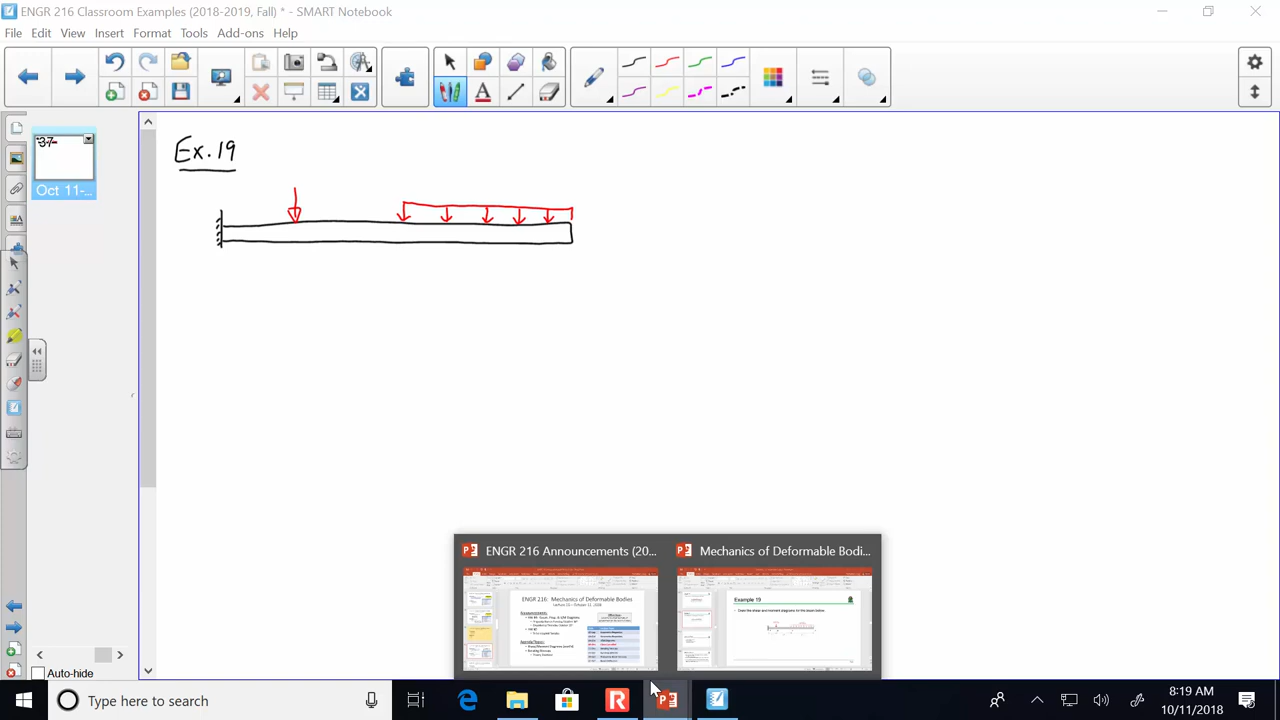 ENGR 216 Classroom Examples (2018-2019, Fall) * - SMART Notebook
File Edit View Insert Format Tools Add-ons Help
Ex. 19
Oct 11-...
ENGR 216 Announcements (20...
Mechanics of Deformable Bodi...
ENGR 216: Mechanics of Deformable Bodies
Example 19
Auto-hide
Type here to search
8:19 AM
10/11/2018